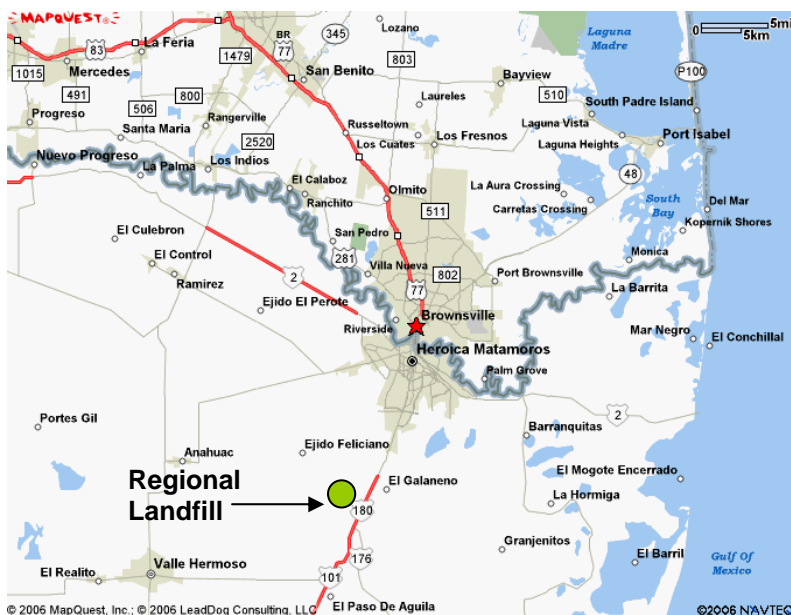 MAPQUEST®
Lozano
345
Laguna
Madre
0 5mi
5km
BR
77
83
La Feria
1479
803
P100
1015
Mercedes
San Benito
Bayview
491
800
Laureles
510
South Padre Island
506
Rangerville
Progreso
Santa Maria
Russeltown
Laguna Vista
Port Isabel
2520
Los Cuates
Los Fresnos
Laguna Heights
Nuevo Progreso
La Palma
Los Indios
48
El Calaboz
La Aura Crossing
Ranchito
Olmito
South
Bay
Del Mar
511
Carretas Crossing
Kopernik Shores
El Culebron
San Pedro
El Control
281
Monica
Villa Nueva
802
Port Brownsville
Ramirez
2
77
La Barrita
Ejido El Perote
Brownsville
Riverside
Mar Negro
El Conchillal
Heroica Matamoros
Palm Grove
Portes Gil
2
Barranquitas
Anahuac
Ejido Feliciano
El Mogote Encerrado
Regional
Landfill
El Galaneno
La Hormiga
180
Granjenitos
176
El Barril
Gulf Of
Mexico
Valle Hermoso
El Realito
101
El Paso De Aguila
© 2006 MapQuest, Inc.; © 2006 LeadDog Consulting, LLC
©2006 NAVTEQ